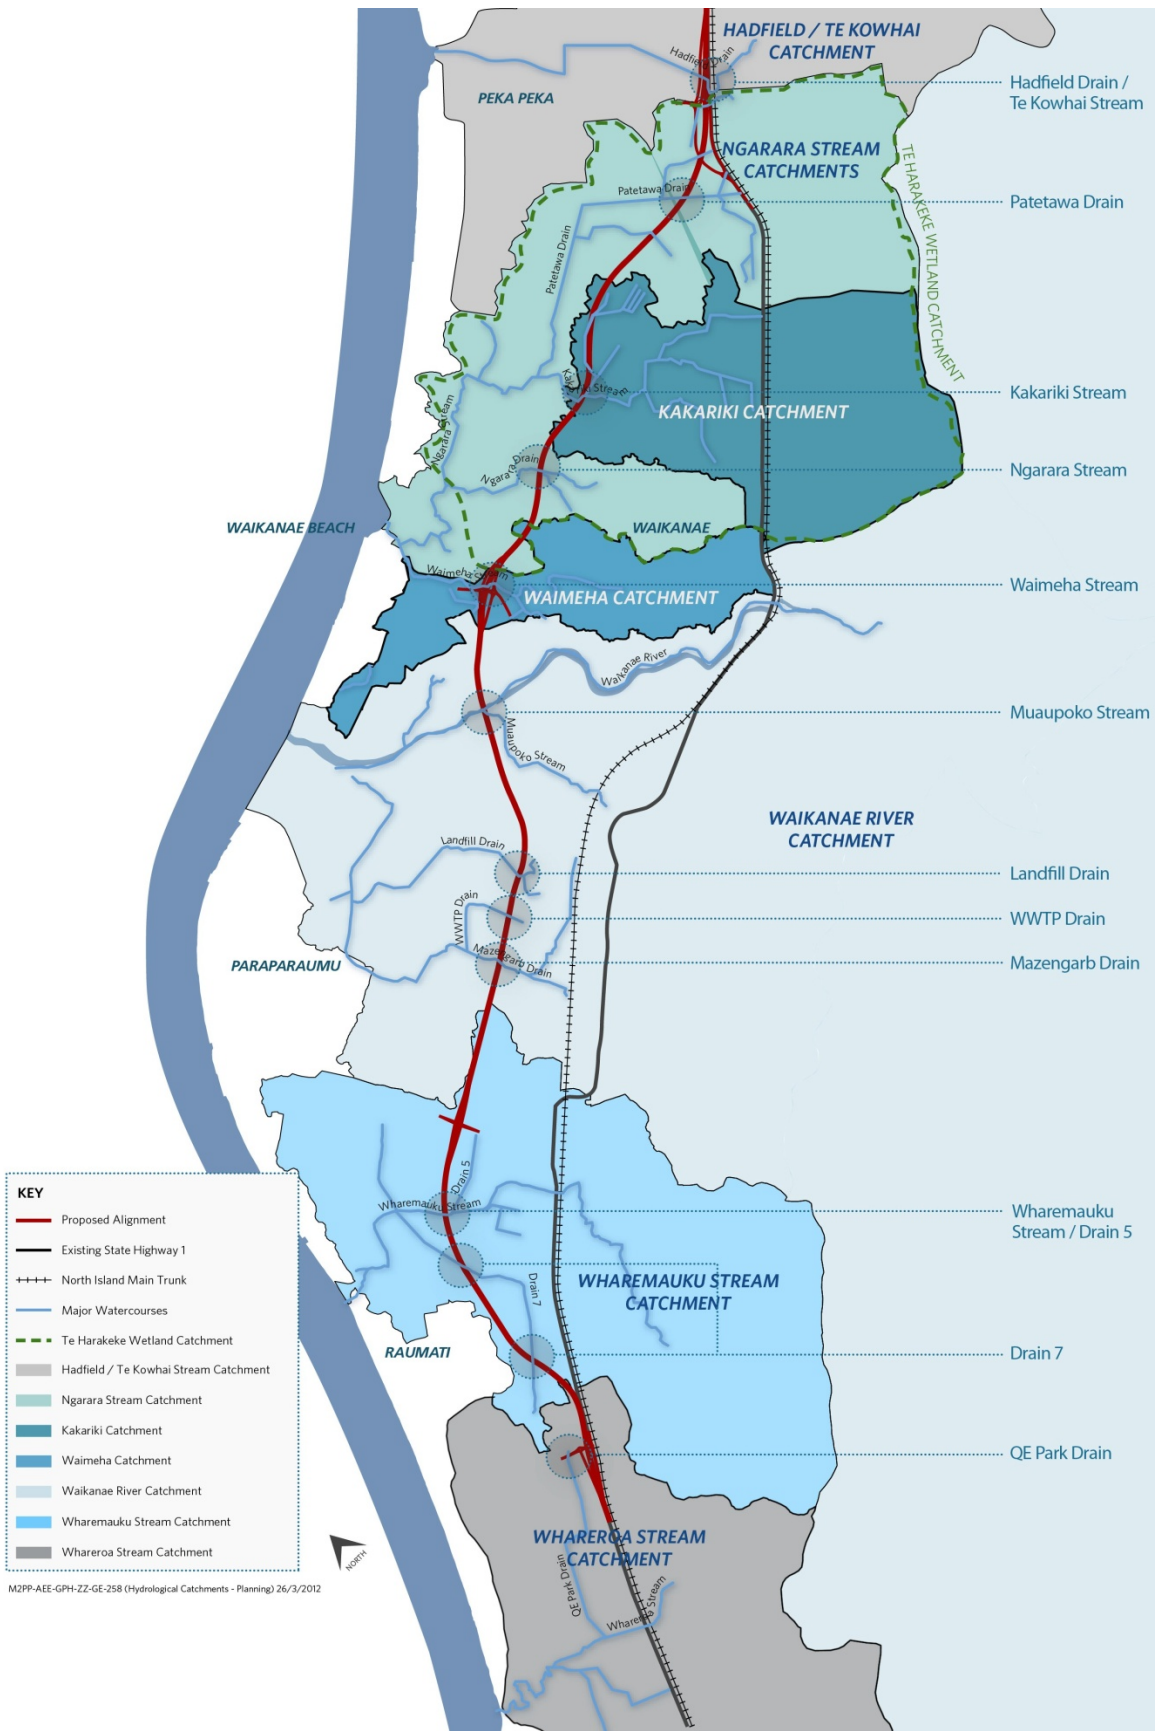 HADFIELD / TE KOWHAI
CATCHMENT
Hadfield Drain
Hadfield Drain /
Te Kowhai Stream
PEKA PEKA
NGARARA STREAM
CATCHMENTS
TE HARAKEKE WETLAND CATCHMENT
Patetawa Drain
Patetawa Drain
Patetawa Drain
Kakariki Stream
Kakariki Stream
KAKARIKI CATCHMENT
Ngarara Stream
Ngarara Drain
Ngarara Stream
WAIKANAE BEACH
WAIKANAE
Waimeha Stream
Waimeha Stream
WAIMEHA CATCHMENT
Waikanae River
Muaupoko Stream
Muaupoko Stream
WAIKANAE RIVER
CATCHMENT
Landfill Drain
Landfill Drain
WWTP Drain
WWTP Drain
Mazengarb Drain
Mazengarb Drain
PARAPARAUMU
Drain 5
Wharemauku Stream
Wharemauku
Stream / Drain 5
Drain 7
WHAREMAUKU STREAM
CATCHMENT
RAUMATI
Drain 7
QE Park Drain
WHAREROA STREAM
CATCHMENT
QE Park Drain
Whareroa Stream
KEY
Proposed Alignment
Existing State Highway 1
North Island Main Trunk
Major Watercourses
Te Harakeke Wetland Catchment
Hadfield / Te Kowhai Stream Catchment
Ngarara Stream Catchment
Kakariki Catchment
Waimeha Catchment
Waikanae River Catchment
Wharemauku Stream Catchment
Whareroa Stream Catchment
NORTH
M2PP-AEE-GPH-ZZ-GE-258 (Hydrological Catchments - Planning) 26/3/2012